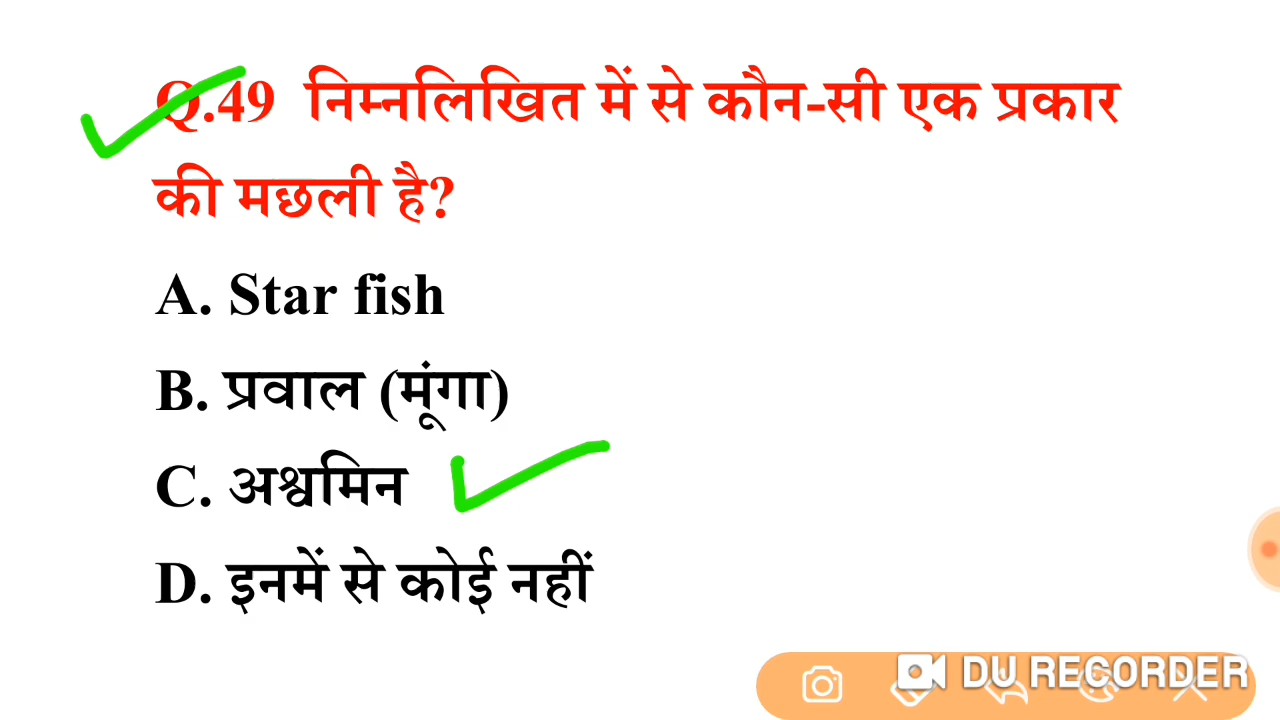 Q.49 निम्नलिखित में से कौन-सी एक प्रकार
की मछली है?
A. Star fish
B. प्रवाल (मूंगा)
C. अश्वमिन
D. इनमें से कोई नहीं
DU RECORDER